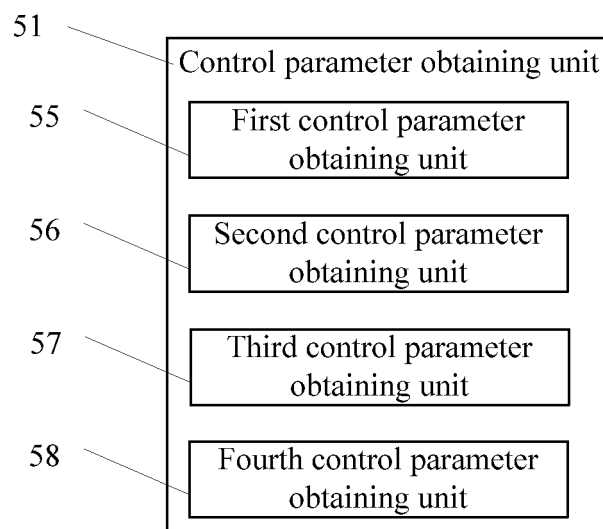 51
Control parameter obtaining unit
55
First control parameter
obtaining unit
56
Second control parameter
obtaining unit
57
Third control parameter
obtaining unit
58
Fourth control parameter
obtaining unit